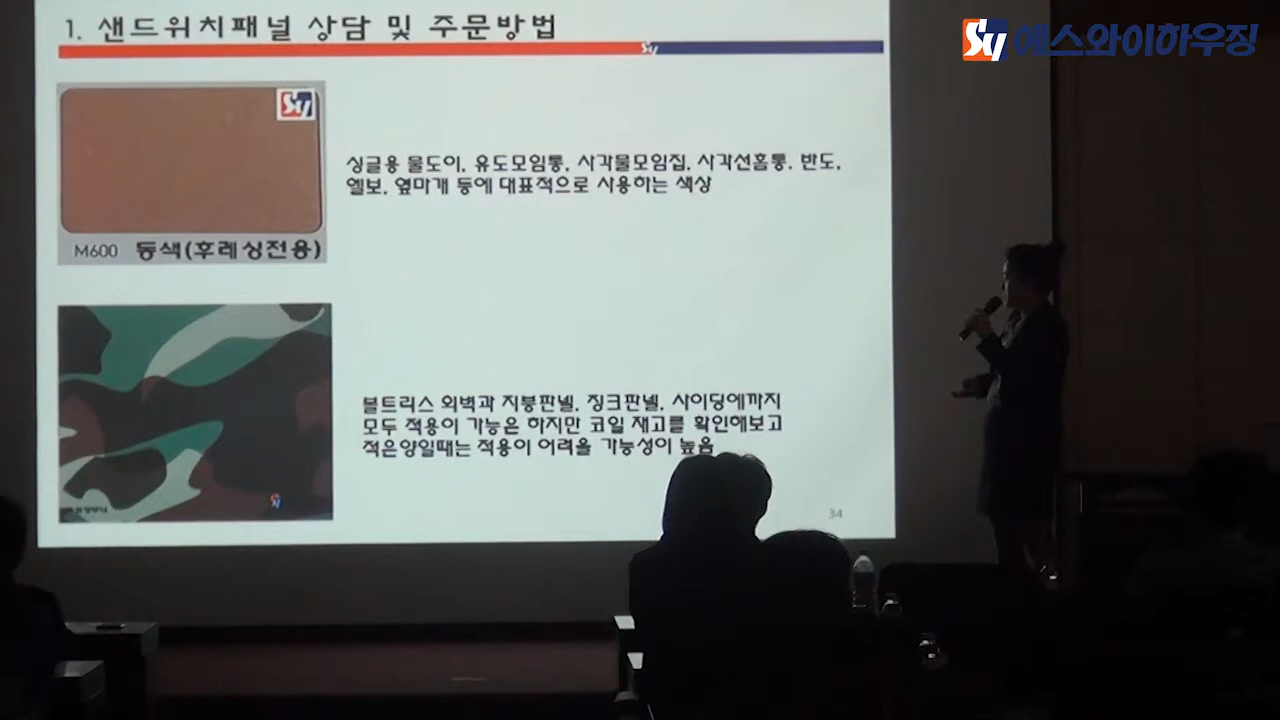 1. 샌드위치패널 상담 및 주문방법
SY
SY 에스와이하우징
SY
싱글용 물도이, 유도모임통, 사각물모임집, 사각선홈통. 반도,
엘보, 옆마개 등에 대표적으로 사용하는 색상
M600 동색(후레싱전용)
볼트리스 외벽과 지붕판넬, 징크판넬, 사이딩에까지
모두 적용이 가능은 하지만 코일 재고를 확인해보고
적은양일때는 적용이 어려울 가능성이 높음
34